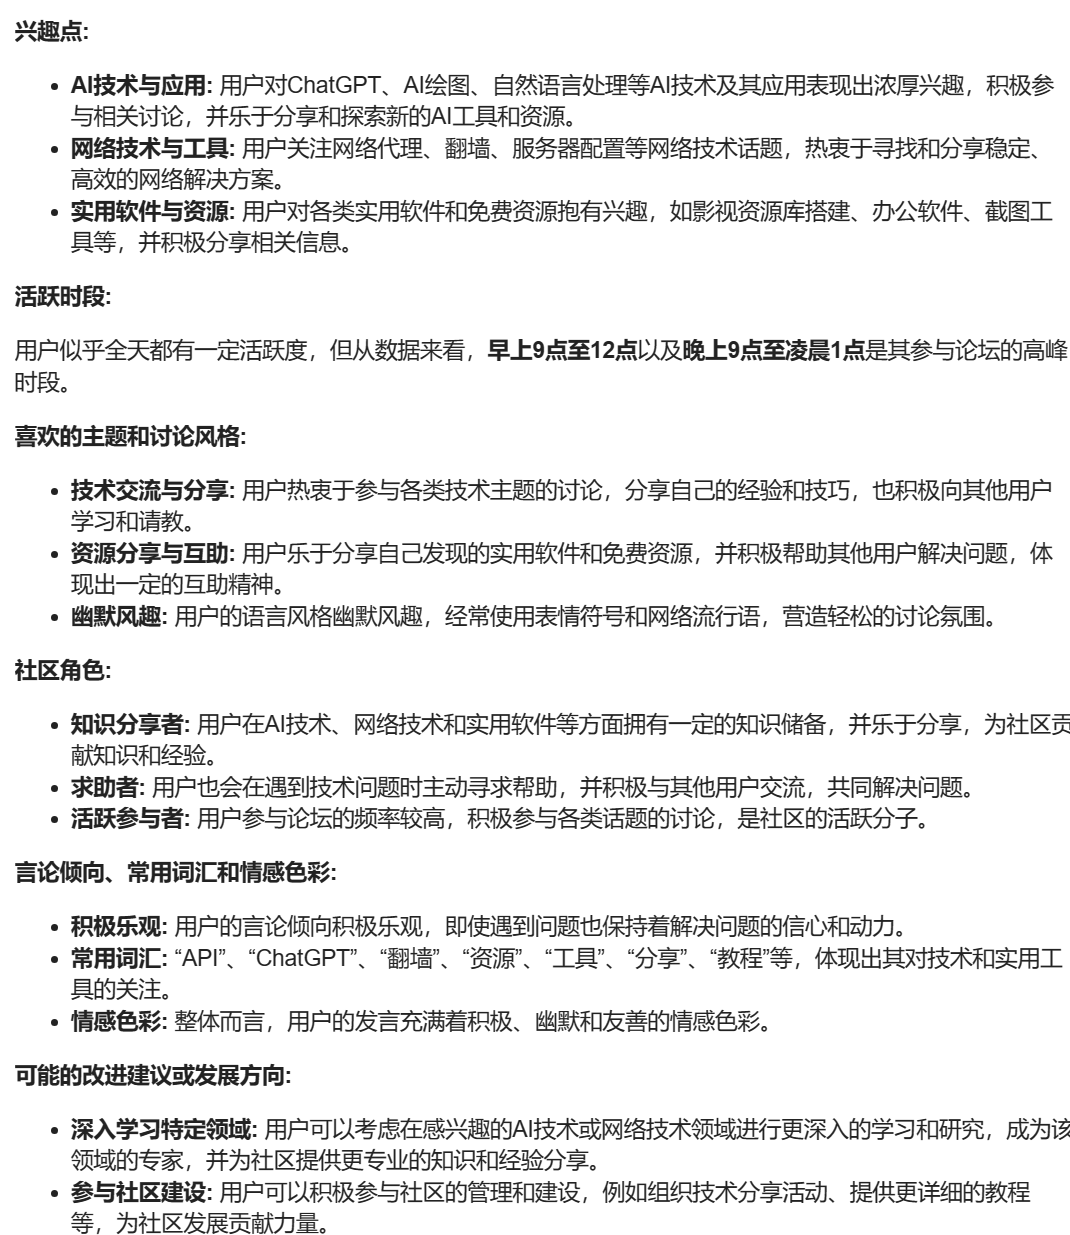 兴趣点:
• AI技术与应用: 用户对ChatGPT、AI绘图、自然语言处理等AI技术及其应用表现出浓厚兴趣，积极参
与相关讨论，并乐于分享和探索新的AI工具和资源。
• 网络技术与工具: 用户关注网络代理、翻墙、服务器配置等网络技术话题，热衷于寻找和分享稳定、
高效的网络解决方案。
• 实用软件与资源: 用户对各类实用软件和免费资源抱有兴趣，如影视资源库搭建、办公软件、截图工
具等，并积极分享相关信息。
活跃时段:
用户似乎全天都有一定活跃度，但从数据来看，早上9点至12点以及晚上9点至凌晨1点是其参与论坛的高峰
时段。
喜欢的主题和讨论风格:
• 技术交流与分享: 用户热衷于参与各类技术主题的讨论，分享自己的经验和技巧，也积极向其他用户
学习和请教。
• 资源分享与互助: 用户乐于分享自己发现的实用软件和免费资源，并积极帮助其他用户解决问题，体
现出一定的互助精神。
• 幽默风趣: 用户的语言风格幽默风趣，经常使用表情符号和网络流行语，营造轻松的讨论氛围。
社区角色:
• 知识分享者: 用户在AI技术、网络技术和实用软件等方面拥有一定的知识储备，并乐于分享，为社区贡
献知识和经验。
• 求助者: 用户也会在遇到技术问题时主动寻求帮助，并积极与其他用户交流，共同解决问题。
• 活跃参与者: 用户参与论坛的频率较高，积极参与各类话题的讨论，是社区的活跃分子。
言论倾向、常用词汇和情感色彩:
• 积极乐观: 用户的言论倾向积极乐观，即使遇到问题也保持着解决问题的信心和动力。
• 常用词汇: “API”、“ChatGPT”、“翻墙”、“资源”、“工具”、“分享”、“教程”等，体现出其对技术和实用工
具的关注。
• 情感色彩: 整体而言，用户的发言充满着积极、幽默和友善的情感色彩。
可能的改进建议或发展方向:
• 深入学习特定领域: 用户可以考虑在感兴趣的AI技术或网络技术领域进行更深入的学习和研究，成为该
领域的专家，并为社区提供更专业的知识和经验分享。
• 参与社区建设: 用户可以积极参与社区的管理和建设，例如组织技术分享活动、提供更详细的教程
等，为社区发展贡献力量。